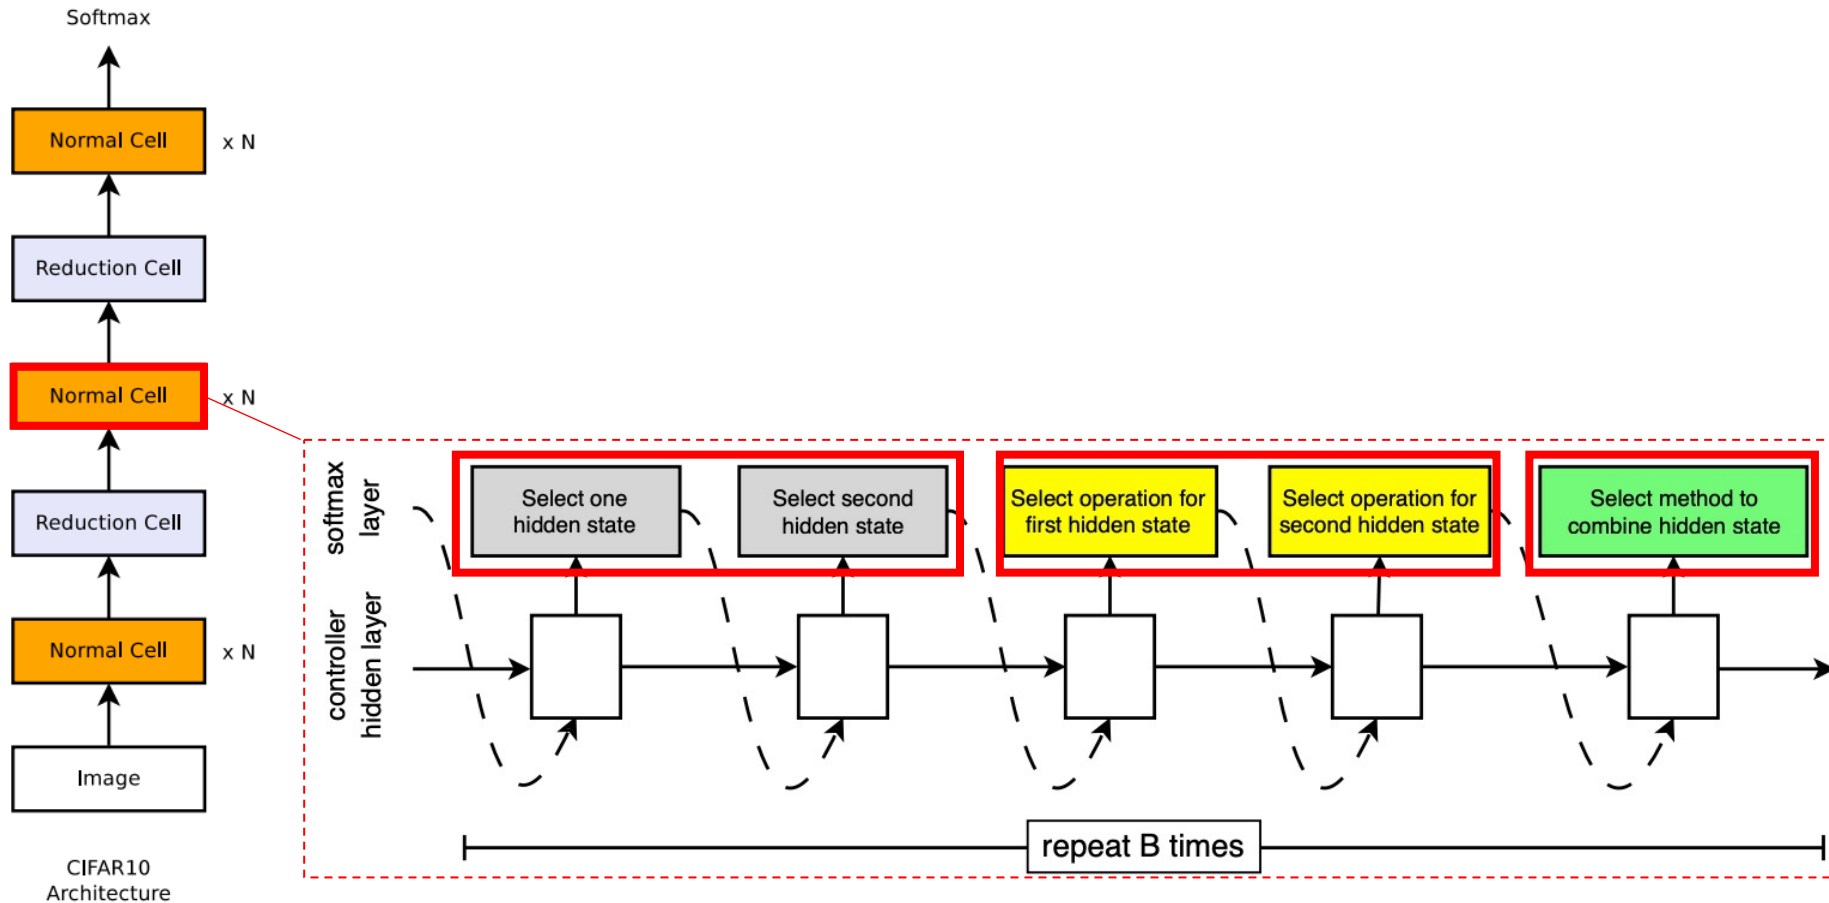 Softmax
Normal Cell
x N
Reduction Cell
Normal Cell
x N
Reduction Cell
Normal Cell
x N
Image
CIFAR10
Architecture
softmax
layer
controller
hidden layer
Select one
hidden state
Select second
hidden state
Select operation for
first hidden state
Select operation for
second hidden state
Select method to
combine hidden state
repeat B times